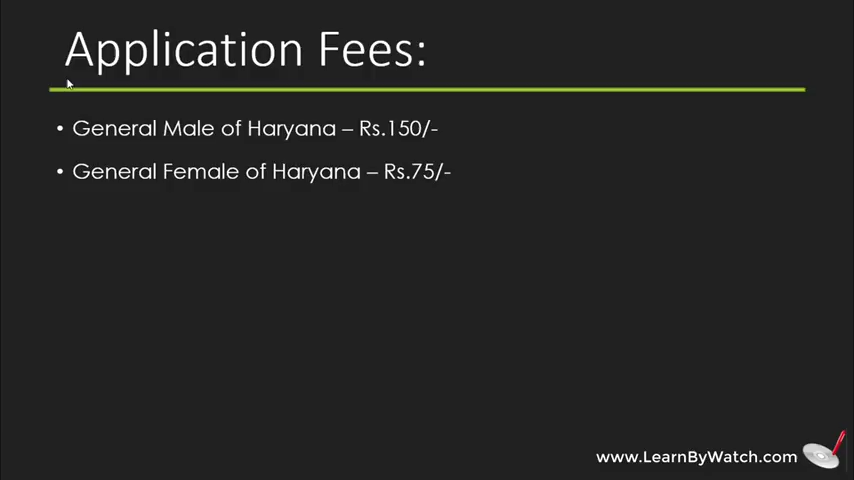 Application Fees:
• General Male of Haryana – Rs.150/-
• General Female of Haryana – Rs.75/-
www.LearnByWatch.com